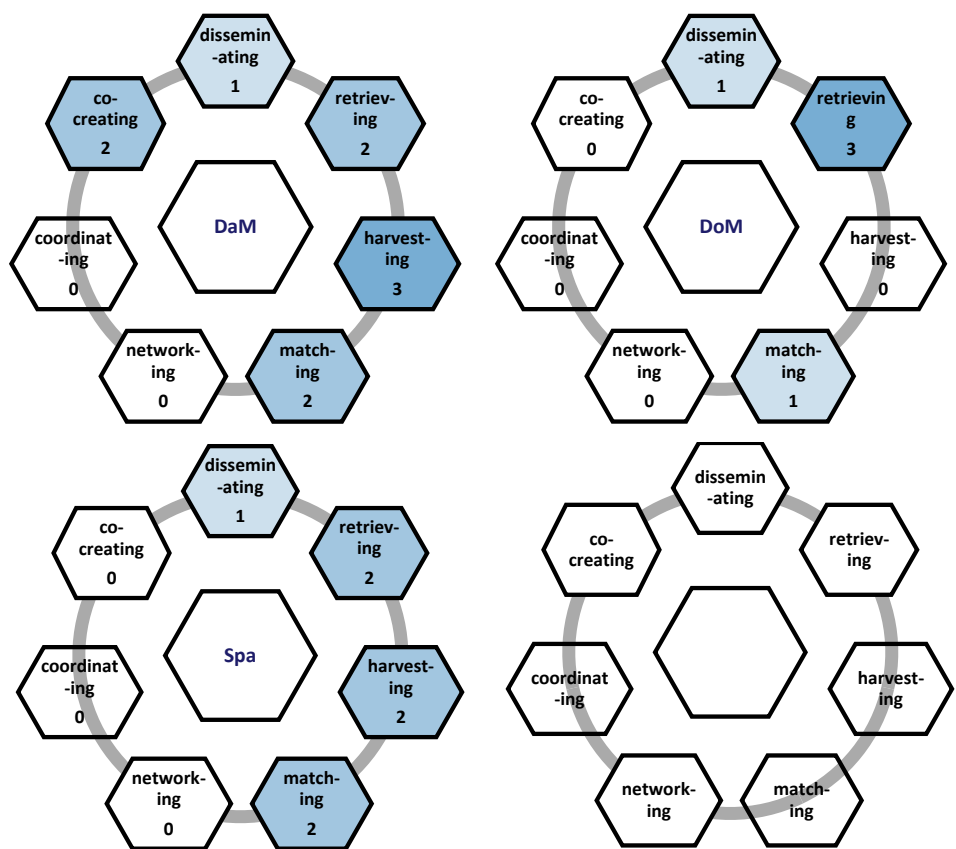 dissemin
-ating
1
co-
creating
2
retriev-
ing
2
DaM
coordinat
-ing
0
harvest-
ing
3
network-
ing
0
match-
ing
2
dissemin
-ating
1
co-
creating
0
retrievin
g
3
DoM
coordinat
-ing
0
harvest-
ing
0
network-
ing
0
match-
ing
1
dissemin
-ating
1
co-
creating
0
retriev-
ing
2
Spa
coordinat
-ing
0
harvest-
ing
2
network-
ing
0
match-
ing
2
dissemin
-ating
co-
creating
retriev-
ing
coordinat
-ing
harvest-
ing
network-
ing
match-
ing